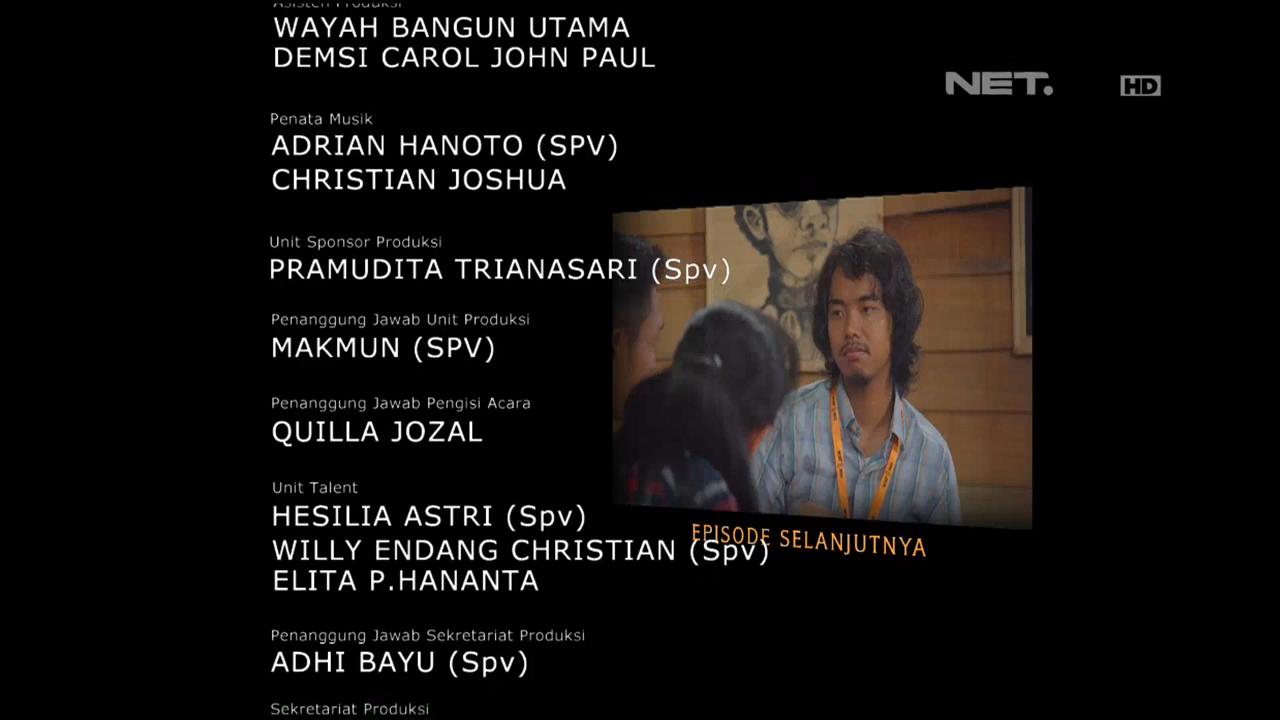 Asisten Produksi
WAYAH BANGUN UTAMA
DEMSI CAROL JOHN PAUL
NET.
HD
Penata Musik
ADRIAN HANOTO (SPV)
CHRISTIAN JOSHUA
Unit Sponsor Produksi
PRAMUDITA TRIANASARI (Spv)
Penanggung Jawab Unit Produksi
MAKMUN (SPV)
Penanggung Jawab Pengisi Acara
QUILLA JOZAL
Unit Talent
HESILIA ASTRI (Spv)
WILLY ENDANG CHRISTIAN (Spv)
ELITA P.HANANTA
EPISODE SELANJUTNYA
Penanggung Jawab Sekretariat Produksi
ADHI BAYU (Spv)
Sekretariat Produksi